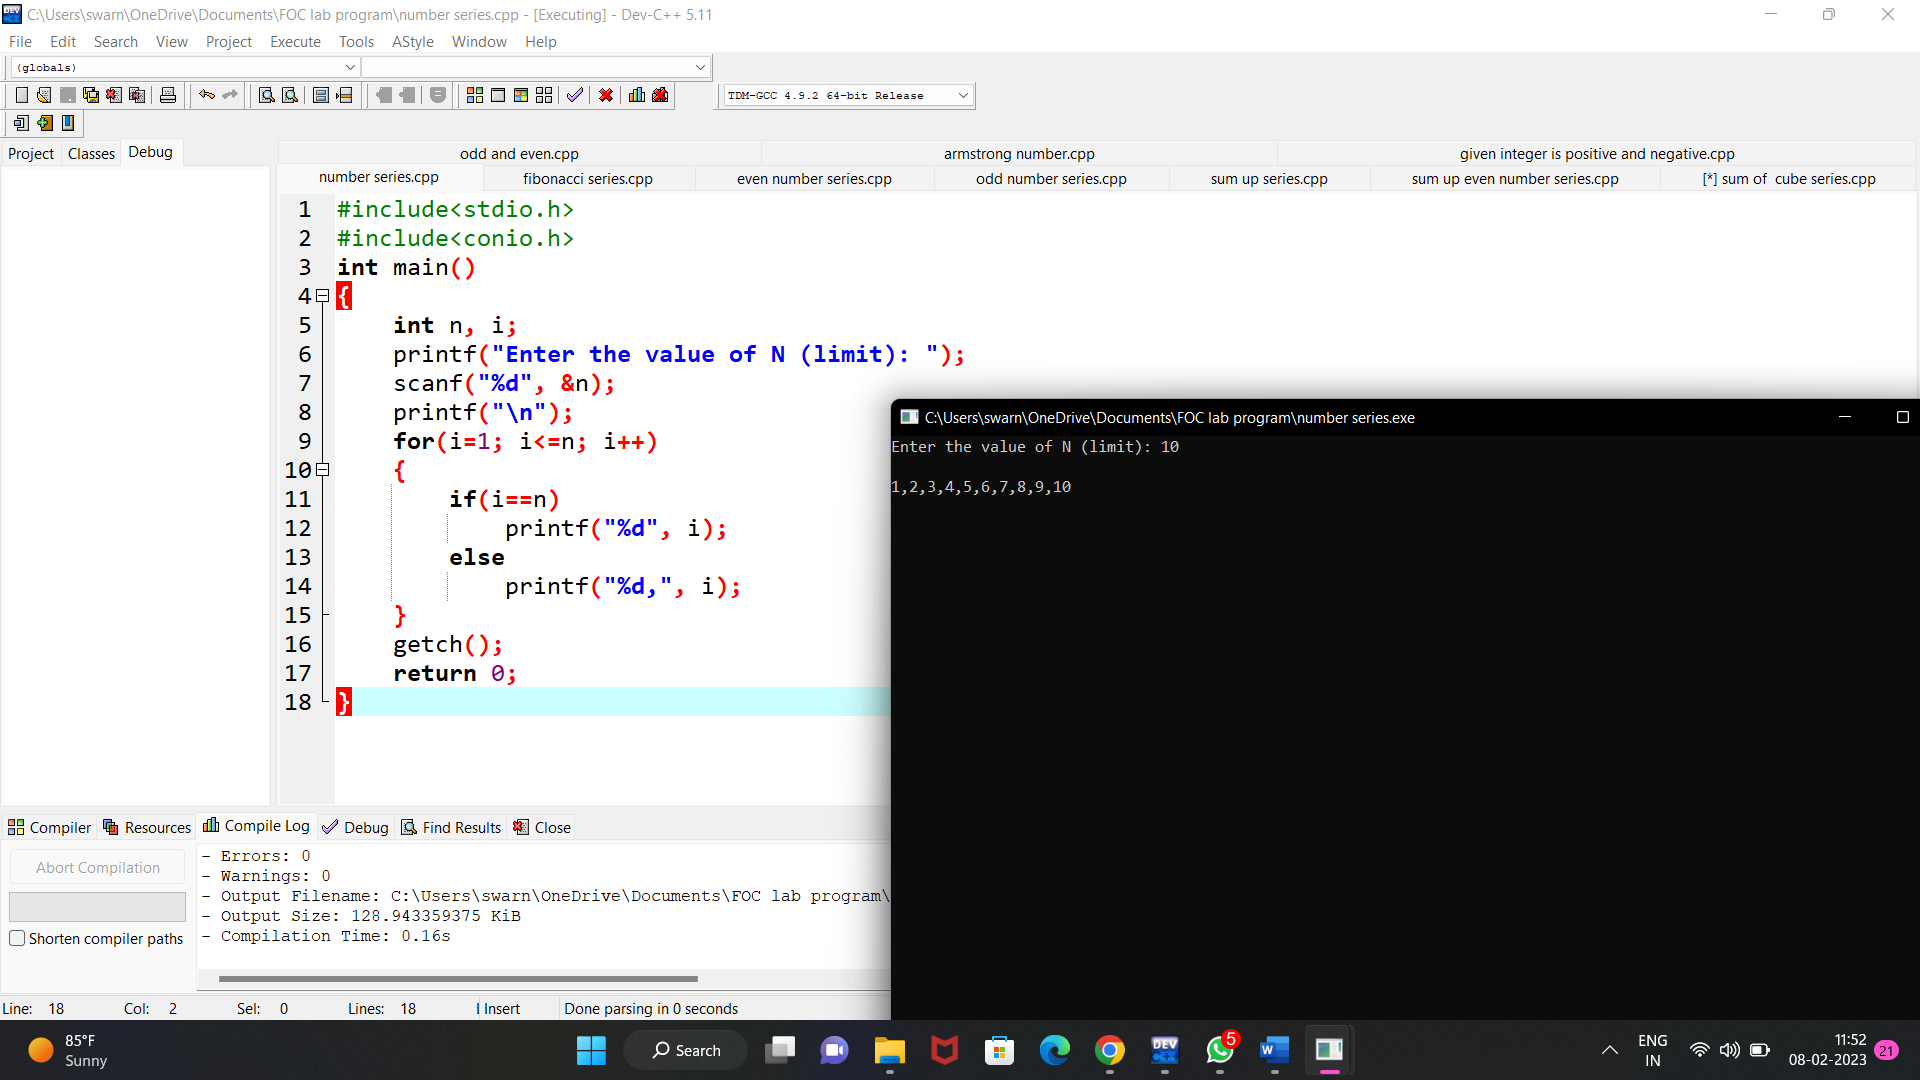 C:\Users\swarn\OneDrive\Documents\FOC lab program\number series.cpp - [Executing] - Dev-C++ 5.11
File Edit Search View Project Execute Tools AStyle Window Help
(globals)
TDM-GCC 4.9.2 64-bit Release
Project Classes Debug
odd and even.cpp armstrong number.cpp given integer is positive and negative.cpp
number series.cpp fibonacci series.cpp even number series.cpp odd number series.cpp sum up series.cpp sum up even number series.cpp [*] sum of  cube series.cpp
1 #include<stdio.h>
2 #include<conio.h>
3 int main()
4 {
5 int n, i;
6 printf("Enter the value of N (limit): ");
7 scanf("%d", &n);
8 printf("\n");
9 for(i=1; i<=n; i++)
10 {
11 if(i==n)
12 printf("%d", i);
13 else
14 printf("%d,", i);
15 }
16 getch();
17 return 0;
18 }
C:\Users\swarn\OneDrive\Documents\FOC lab program\number series.exe
Enter the value of N (limit): 10
1,2,3,4,5,6,7,8,9,10
Compiler Resources Compile Log Debug Find Results Close
Abort Compilation
Shorten compiler paths
- Errors: 0
- Warnings: 0
- Output Filename: C:\Users\swarn\OneDrive\Documents\FOC lab program\
- Output Size: 128.943359375 KiB
- Compilation Time: 0.16s
Line: 18 Col: 2 Sel: 0 Lines: 18 Insert Done parsing in 0 seconds
85°F
Sunny
Search
DEV
C++
5
W
ENG
IN
11:52
08-02-2023
21